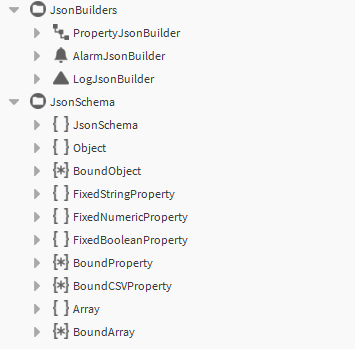 JsonBuilders
PropertyJsonBuilder
AlarmJsonBuilder
LogJsonBuilder
JsonSchema
JsonSchema
Object
BoundObject
FixedStringProperty
FixedNumericProperty
FixedBooleanProperty
BoundProperty
BoundCSVProperty
Array
BoundArray